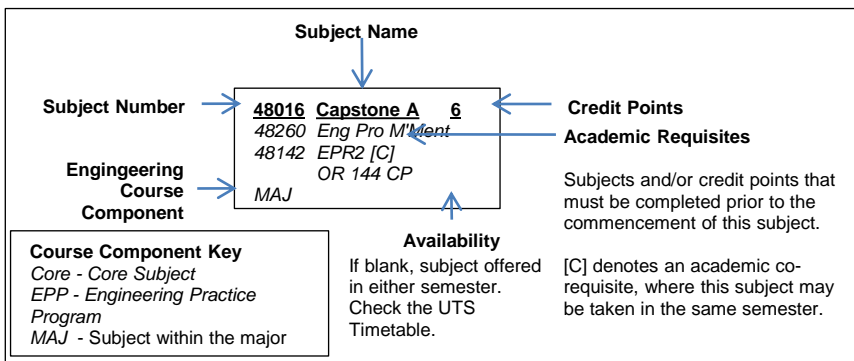 Subject Name
Subject Number
48016 Capstone A 6
48260 Eng Pro M'Ment
48142 EPR2 [C]
OR 144 CP
MAJ
Credit Points
Academic Requisites
Engingeering
Course
Component
Subjects and/or credit points that
must be completed prior to the
commencement of this subject.
[C] denotes an academic co-
requisite, where this subject may
be taken in the same semester.
Availability
If blank, subject offered
in either semester.
Check the UTS
Timetable.
Course Component Key
Core - Core Subject
EPP - Engineering Practice
Program
MAJ - Subject within the major